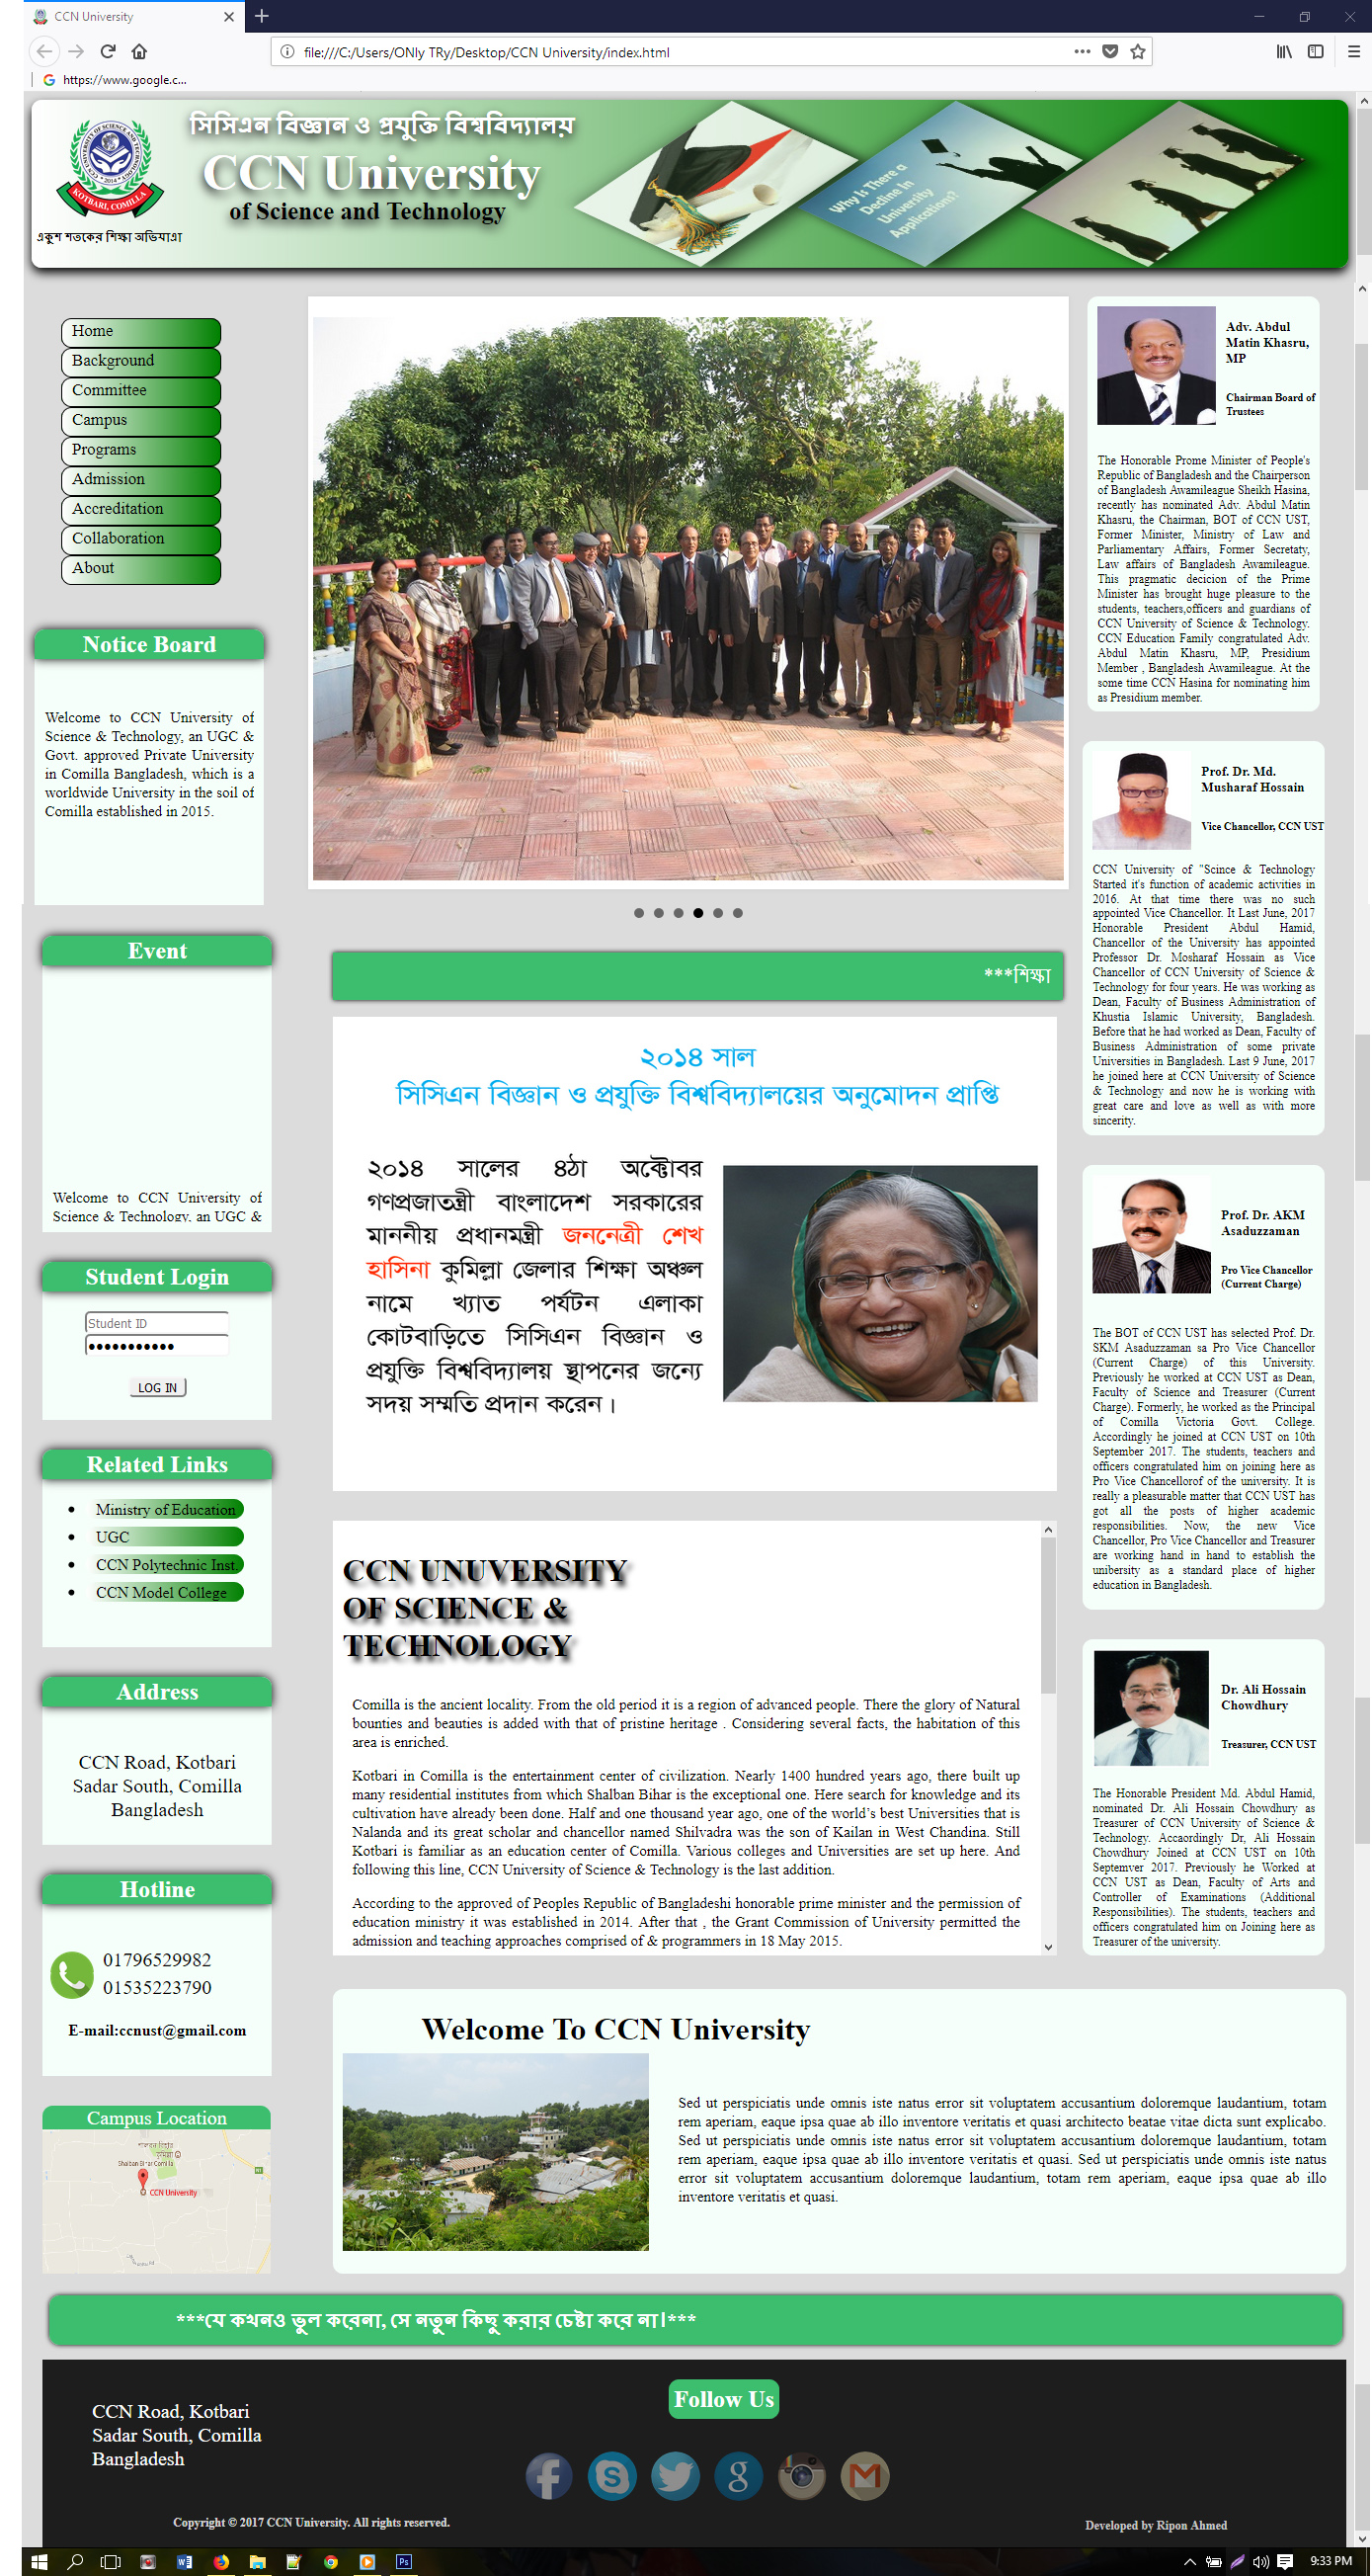 CCN University
file:///C:/Users/ONly TRy/Desktop/CCN University/index.html
https://www.google.c...
সিসিএন বিজ্ঞান ও প্রযুক্তি বিশ্ববিদ্যালয়
CCN University
of Science and Technology
UNIVERSITY OF SCIENCE AND TECHNOLOGY
CCN
2014
KOTBARI, COMILLA
একুশ শতকের শিক্ষা অভিযাত্রা
Why Is There a
Decline In
University
Application?
Home
Background
Committee
Campus
Programs
Admission
Accreditation
Collaboration
About
Notice Board
Welcome to CCN University of
Science & Technology, an UGC &
Govt. approved Private University
in Comilla Bangladesh, which is a
worldwide University in the soil of
Comilla established in 2015.
Event
Welcome to CCN University of
Science & Technology, an UGC &
Student Login
Student ID
LOG IN
Related Links
Ministry of Education
UGC
CCN Polytechnic Inst.
CCN Model College
Address
CCN Road, Kotbari
Sadar South, Comilla
Bangladesh
Hotline
01796529982
01535223790
E-mail:ccnust@gmail.com
Campus Location
Shalban Bihar Comilla
CCN University
***শিক্ষা
২০১৪ সাল
সিসিএন বিজ্ঞান ও প্রযুক্তি বিশ্ববিদ্যালয়ের অনুমোদন প্রাপ্তি
২০১৪ সালের ৪ঠা অক্টোবর
গণপ্রজাতন্ত্রী বাংলাদেশ সরকারের
মাননীয় প্রধানমন্ত্রী জননেত্রী শেখ
হাসিনা কুমিল্লা জেলার শিক্ষা অঞ্চল
নামে খ্যাত পর্যটন এলাকা
কোটবাড়িতে সিসিএন বিজ্ঞান ও
প্রযুক্তি বিশ্ববিদ্যালয় স্থাপনের জন্যে
সদয় সম্মতি প্রদান করেন।
CCN UNUVERSITY
OF SCIENCE &
TECHNOLOGY
Comilla is the ancient locality. From the old period it is a region of advanced people. There the glory of Natural
bounties and beauties is added with that of pristine heritage . Considering several facts, the habitation of this
area is enriched.
Kotbari in Comilla is the entertainment center of civilization. Nearly 1400 hundred years ago, there built up
many residential institutes from which Shalban Bihar is the exceptional one. Here search for knowledge and its
cultivation have already been done. Half and one thousand year ago, one of the world's best Universities that is
Nalanda and its great scholar and chancellor named Shilvadra was the son of Kailan in West Chandina. Still
Kotbari is familiar as an education center of Comilla. Various colleges and Universities are set up here. And
following this line, CCN University of Science & Technology is the last addition.
According to the approved of Peoples Republic of Bangladeshi honorable prime minister and the permission of
education ministry it was established in 2014. After that , the Grant Commission of University permitted the
admission and teaching approaches comprised of & programmers in 18 May 2015.
Adv. Abdul
Matin Khasru,
MP
Chairman Board of
Trustees
The Honorable Prome Minister of People's
Republic of Bangladesh and the Chairperson
of Bangladesh Awamileague Sheikh Hasina,
recently has nominated Adv. Abdul Matin
Khasru, the Chairman, BOT of CCN UST,
Former Minister, Ministry of Law and
Parliamentary Affairs, Former Secretaty,
Law affairs of Bangladesh Awamileague.
This pragmatic decicion of the Prime
Minister has brought huge pleasure to the
students, teachers,officers and guardians of
CCN University of Science & Technology.
CCN Education Family congratulated Adv.
Abdul Matin Khasru, MP, Presidium
Member , Bangladesh Awamileague. At the
some time CCN Hasina for nominating him
as Presidium member.
Prof. Dr. Md.
Musharaf Hossain
Vice Chancellor, CCN UST
CCN University of "Scince & Technology
Started it's function of academic activities in
2016. At that time there was no such
appointed Vice Chancellor. It Last June, 2017
Honorable President Abdul Hamid,
Chancellor of the University has appointed
Professor Dr. Mosharaf Hossain as Vice
Chancellor of CCN University of Science &
Technology for four years. He was working as
Dean, Faculty of Business Administration of
Khustia Islamic University, Bangladesh.
Before that he had worked as Dean, Faculty of
Business Administration of some private
Universities in Bangladesh. Last 9 June, 2017
he joined here at CCN University of Science
& Technology and now he is working with
great care and love as well as with more
sincerity.
Prof. Dr. AKM
Asaduzzaman
Pro Vice Chancellor
(Current Charge)
The BOT of CCN UST has selected Prof. Dr.
SKM Asaduzzaman sa Pro Vice Chancellor
(Current Charge) of this University.
Previously he worked at CCN UST as Dean,
Faculty of Science and Treasurer (Current
Charge). Formerly, he worked as the Principal
of Comilla Victoria Govt. College.
Accordingly he joined at CCN UST on 10th
September 2017. The students, teachers and
officers congratulated him on joining here as
Pro Vice Chancellorof of the university. It is
really a pleasurable matter that CCN UST has
got all the posts of higher academic
responsibilities. Now, the new Vice
Chancellor, Pro Vice Chancellor and Treasurer
are working hand in hand to establish the
unibersity as a standard place of higher
education in Bangladesh.
Dr. Ali Hossain
Chowdhury
Treasurer, CCN UST
The Honorable President Md. Abdul Hamid,
nominated Dr. Ali Hossain Chowdhury as
Treasurer of CCN University of Science &
Technology. Accaordingly Dr, Ali Hossain
Chowdhury Joined at CCN UST on 10th
Septemver 2017. Previously he Worked at
CCN UST as Dean, Faculty of Arts and
Controller of Examinations (Additional
Responsibilities). The students, teachers and
officers congratulated him on Joining here as
Treasurer of the university.
Welcome To CCN University
Sed ut perspiciatis unde omnis iste natus error sit voluptatem accusantium doloremque laudantium, totam
rem aperiam, eaque ipsa quae ab illo inventore veritatis et quasi architecto beatae vitae dicta sunt explicabo.
Sed ut perspiciatis unde omnis iste natus error sit voluptatem accusantium doloremque laudantium, totam
rem aperiam, eaque ipsa quae ab illo inventore veritatis et quasi. Sed ut perspiciatis unde omnis iste natus
error sit voluptatem accusantium doloremque laudantium, totam rem aperiam, eaque ipsa quae ab illo
inventore veritatis et quasi.
***যে কখনও ভুল করেনা, সে নতুন কিছু করার চেষ্টা করে না।***
CCN Road, Kotbari
Sadar South, Comilla
Bangladesh
Follow Us
Copyright © 2017 CCN University. All rights reserved.
Developed by Ripon Ahmed
9:33 PM